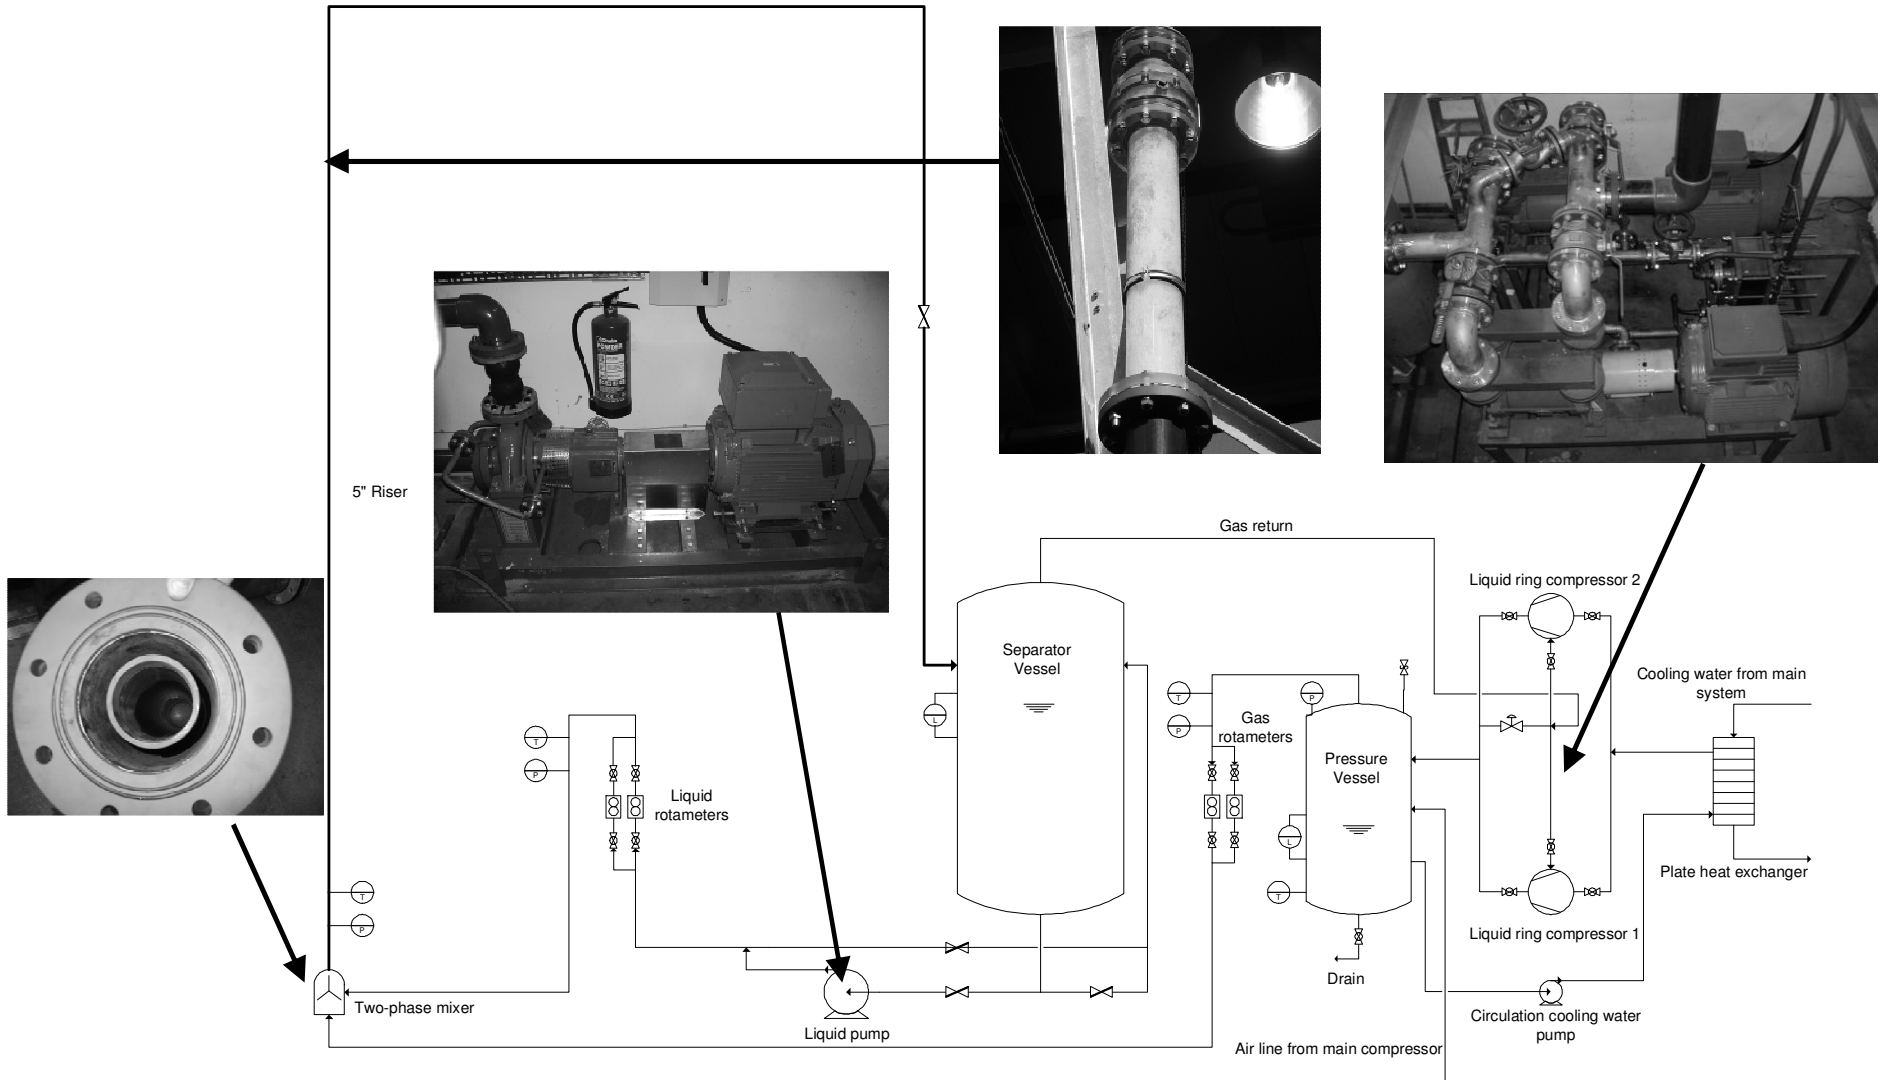 5" Riser
Gas return
Liquid ring compressor 2
Separator
Vessel
Cooling water from main
system
T
P
L
P
Gas
rotameters
T
P
Pressure
Vessel
Liquid
rotameters
L
T
Plate heat exchanger
T
P
Liquid ring compressor 1
Drain
Two-phase mixer
Liquid pump
Circulation cooling water
pump
Air line from main compressor